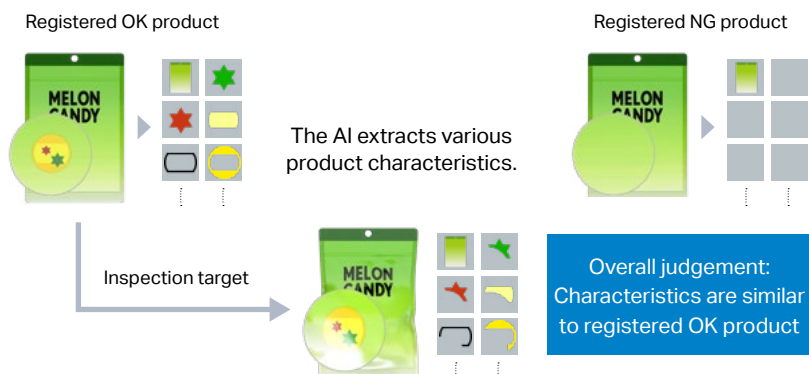 Registered OK product
Registered NG product
MELON
CANDY
MELON
CANDY
The AI extracts various
product characteristics.
Inspection target
MELON
CANDY
Overall judgement:
Characteristics are similar
to registered OK product